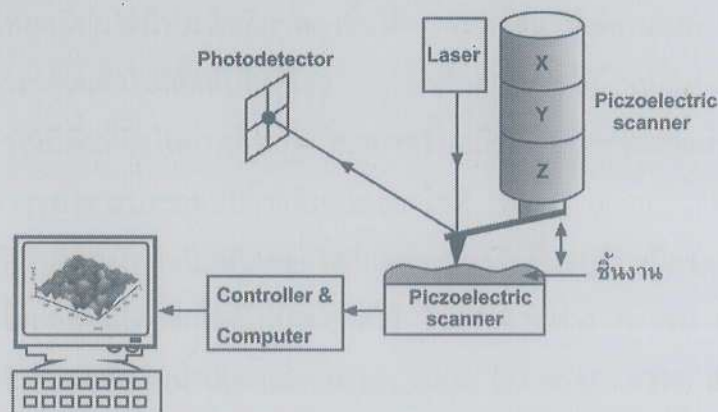 Photodetector
Laser
X
Y
Z
Piczoelectric
scanner
ชิ้นงาน
Controller &
Computer
Piczoelectric
scanner